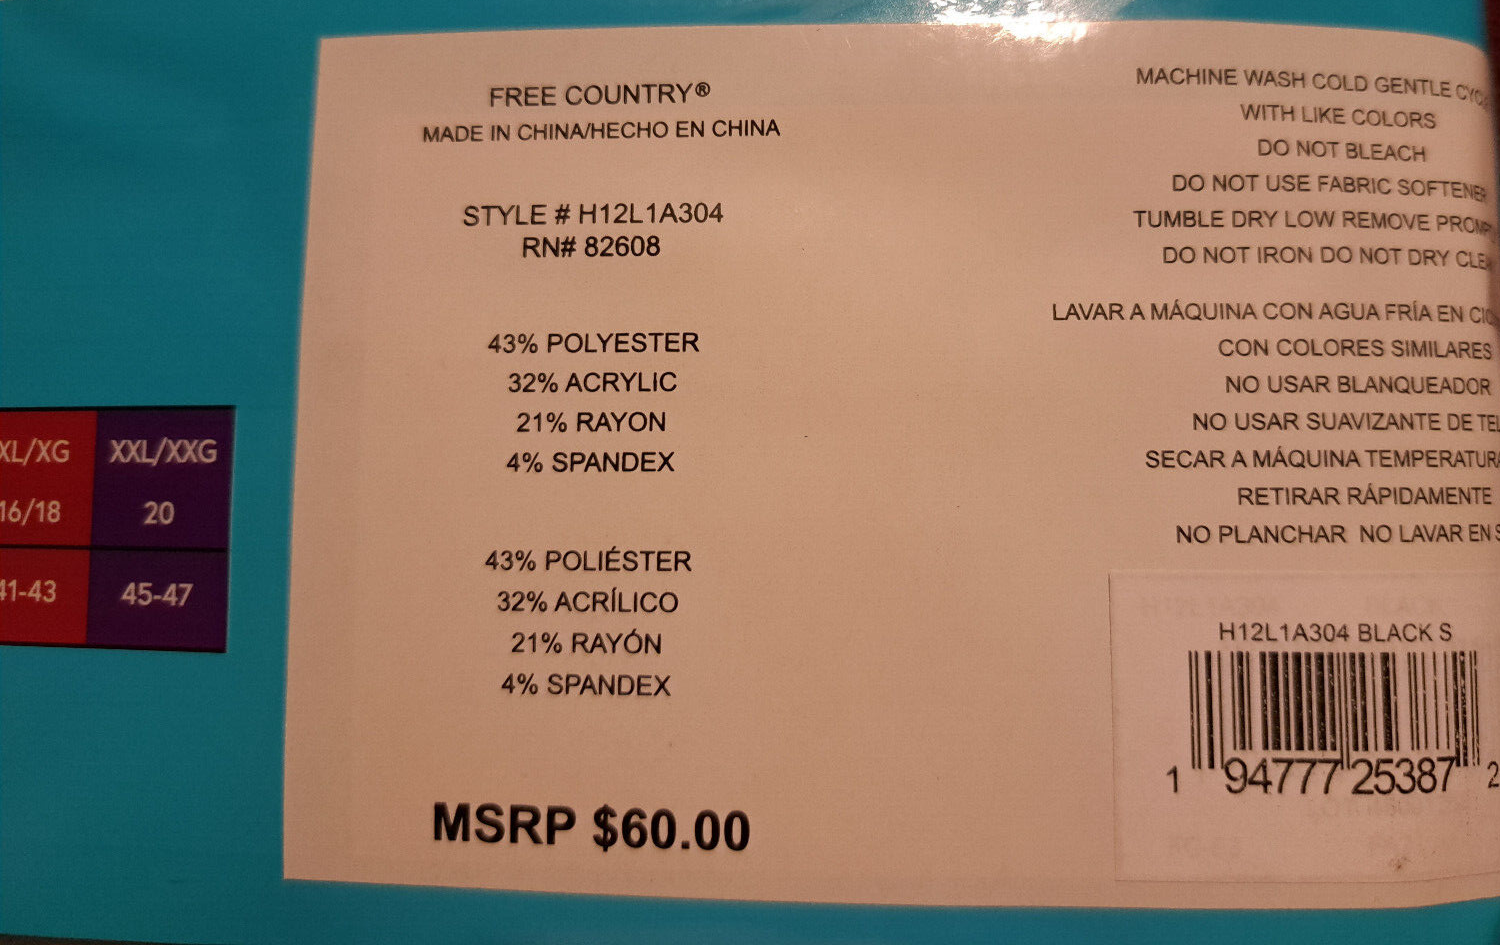 FREE COUNTRY®
MADE IN CHINA/HECHO EN CHINA
STYLE # H12L1A304
RN# 82608
43% POLYESTER
32% ACRYLIC
21% RAYON
4% SPANDEX
43% POLIÉSTER
32% ACRÍLICO
21% RAYÓN
4% SPANDEX
MSRP $60.00
XL/XG XXL/XXG
16/18 20
41-43 45-47
MACHINE WASH COLD GENTLE
WITH LIKE COLORS
DO NOT BLEACH
DO NOT USE FABRIC SOFTENER
TUMBLE DRY LOW REMOVE
DO NOT IRON DO NOT DRY
LAVAR A MÁQUINA CON AGUA FRÍA EN
CON COLORES SIMILARES
NO USAR BLANQUEADOR
NO USAR SUAVIZANTE DE
SECAR A MÁQUINA TEMPERATURA
RETIRAR RÁPIDAMENTE
NO PLANCHAR NO LAVAR EN
H12L1A304 BLACK S
1 94777 25387 2